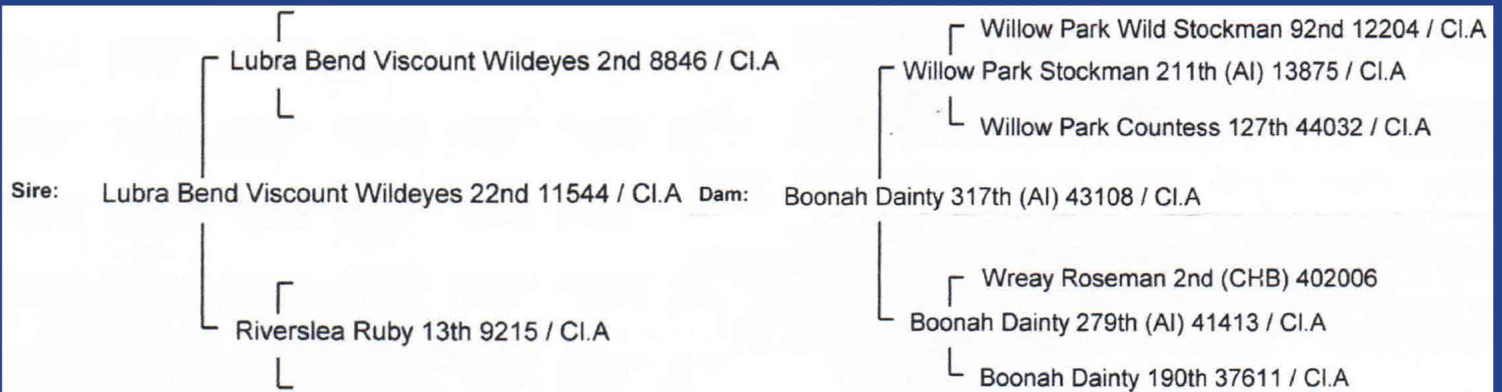 Willow Park Wild Stockman 92nd 12204 / Cl.A
Lubra Bend Viscount Wildeyes 2nd 8846 / Cl.A
Willow Park Stockman 211th (AI) 13875 / Cl.A
Willow Park Countess 127th 44032 / Cl.A
Sire: Lubra Bend Viscount Wildeyes 22nd 11544 / Cl.A Dam: Boonah Dainty 317th (AI) 43108 / Cl.A
Wreay Roseman 2nd (CHB) 402006
Riverslea Ruby 13th 9215 / Cl.A
Boonah Dainty 279th (AI) 41413 / Cl.A
Boonah Dainty 190th 37611 / Cl.A